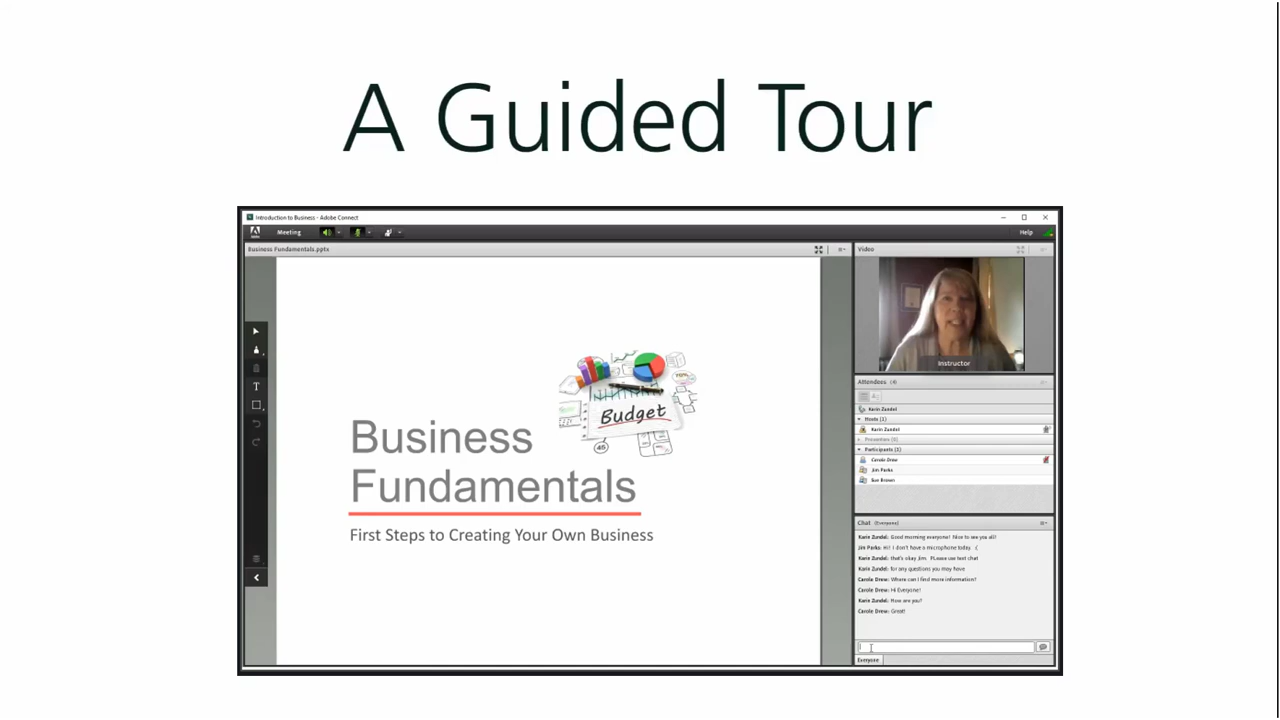 A Guided Tour
Introduction to Business - Adobe Connect
Meeting
Help
Business Fundamentals.pptx
Budget
Business
Fundamentals
First Steps to Creating Your Own Business
Video
Instructor
Attendees (4)
Karin Zundel
Hosts (1)
Karin Zundel
Presenters (0)
Participants (3)
Carole Drew
Jim Parks
Sue Brown
Chat (Everyone)
Karin Zundel: Good morning everyone! Nice to see you all!
Jim Parks: Hi! I don't have a microphone today. :(
Karin Zundel: that's okay Jim. PLease use text chat
Karin Zundel: for any questions you may have
Carole Drew: Where can I find more information?
Carole Drew: Hi Everyone!
Karin Zundel: How are you?
Carole Drew: Great!
Everyone